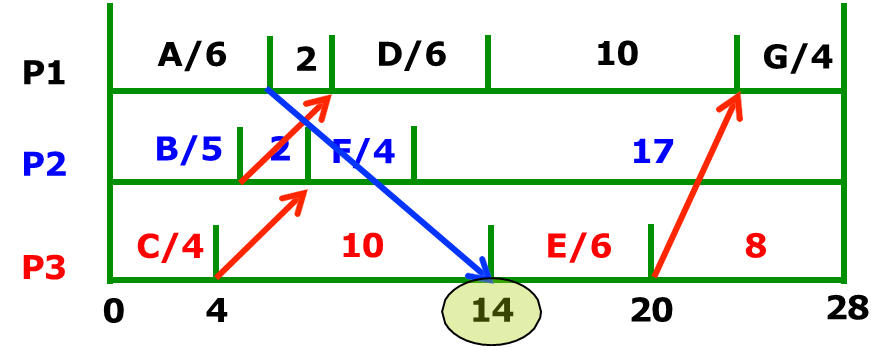 P1 A/6 2 D/6 10 G/4
P2 B/5 2 F/4 17
P3 C/4 10 E/6 8
0 4 14 20 28